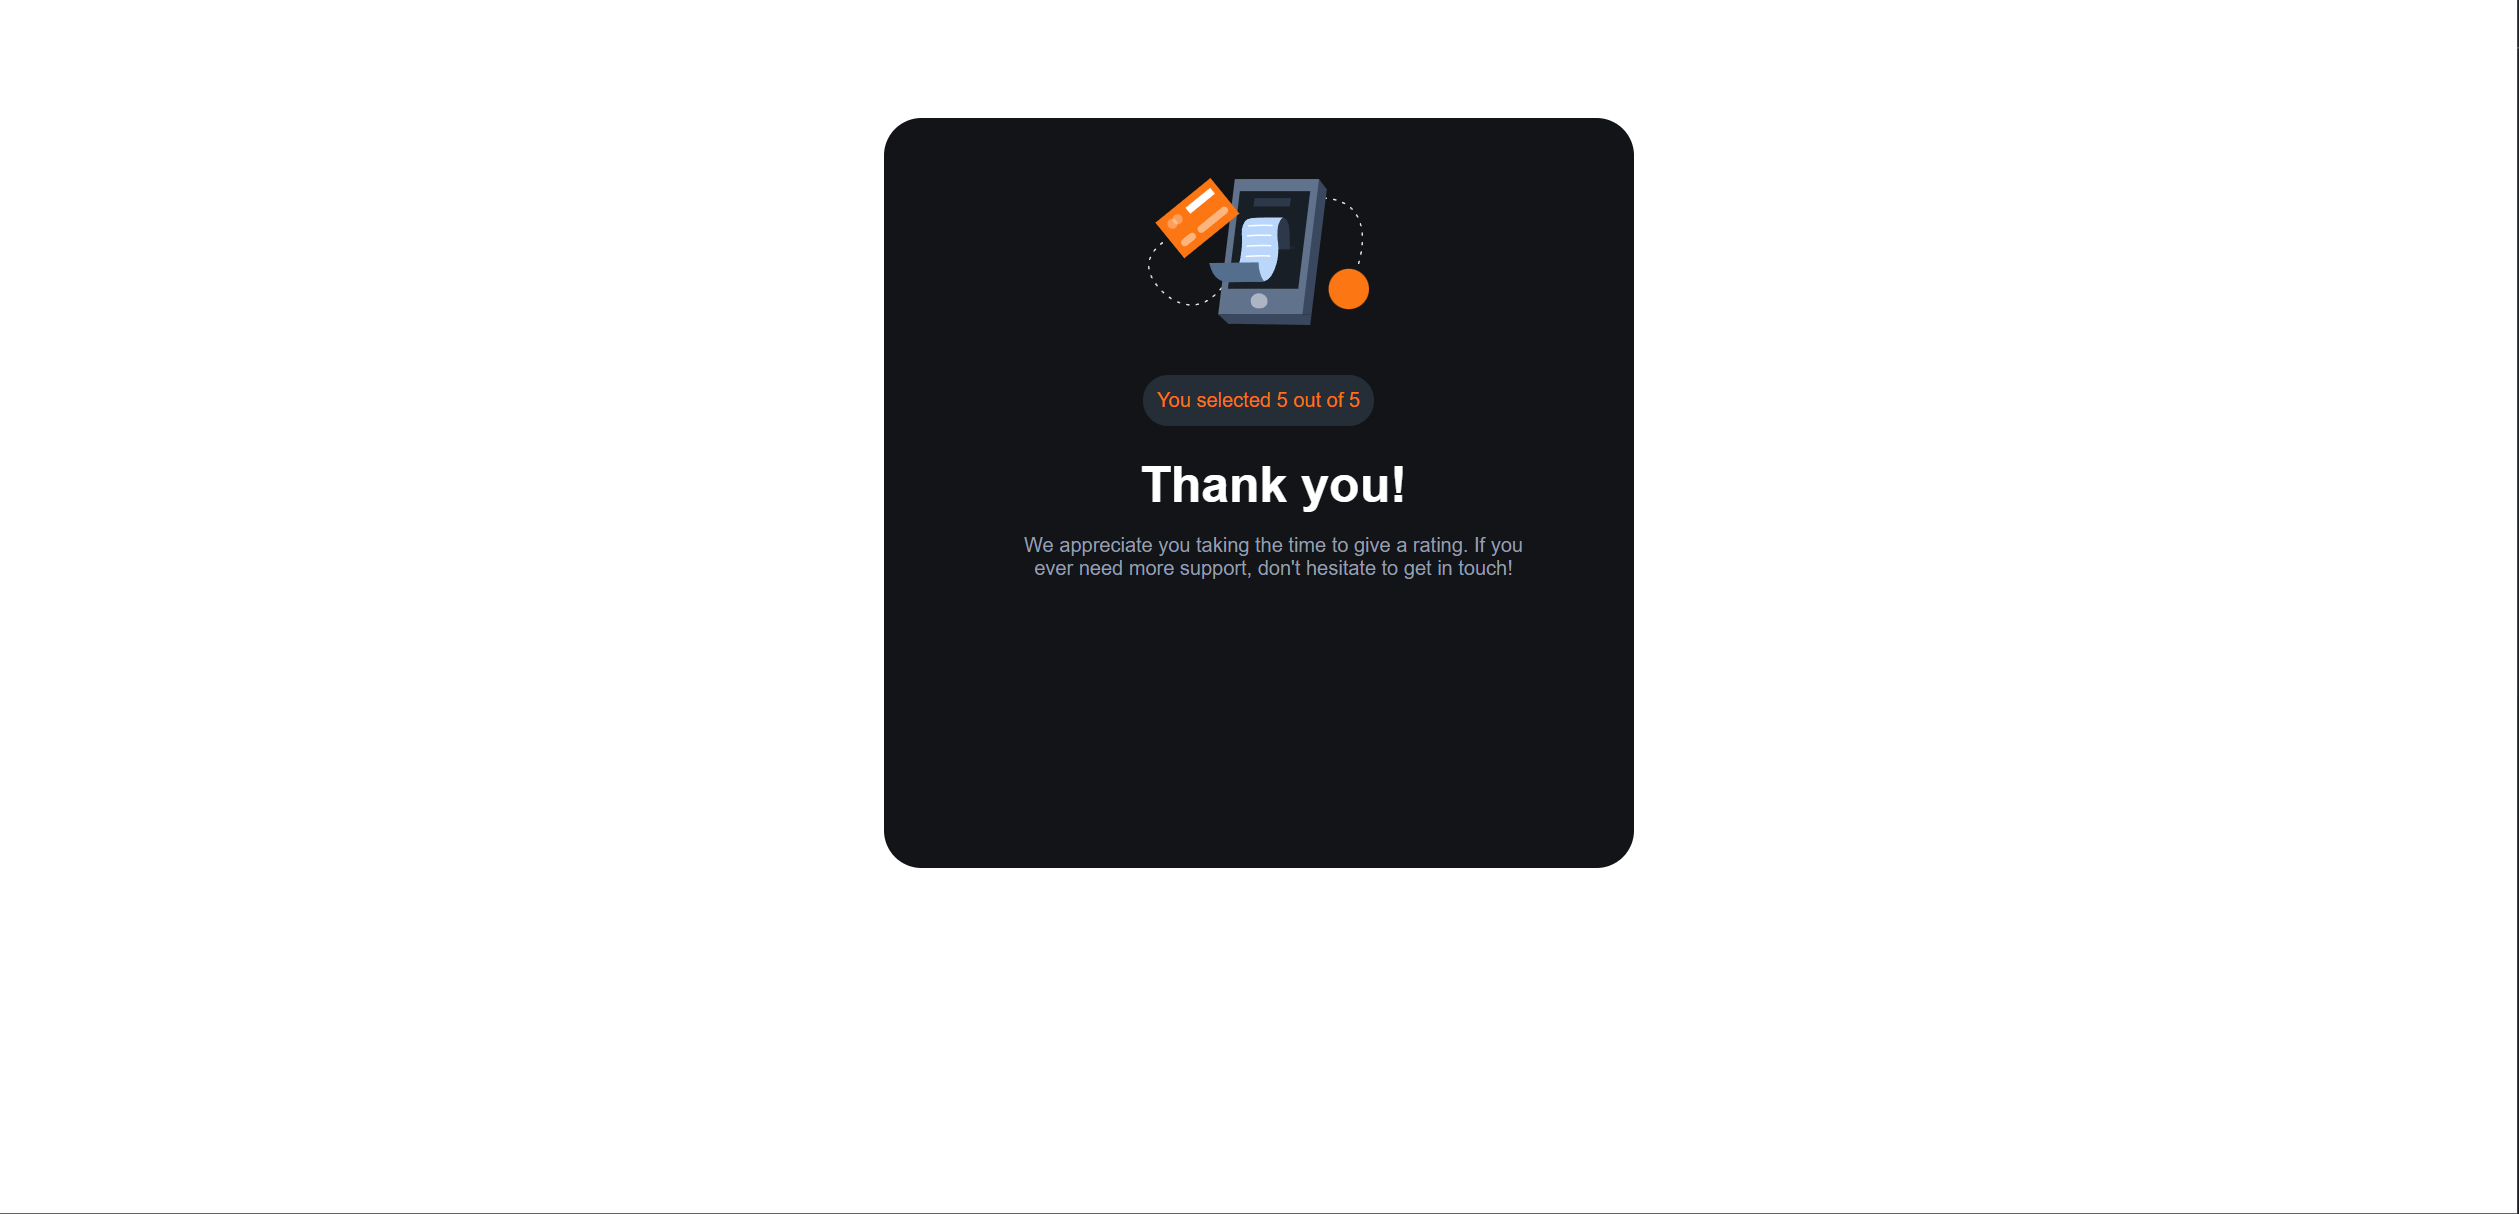 You selected 5 out of 5
Thank you!
We appreciate you taking the time to give a rating. If you
ever need more support, don't hesitate to get in touch!